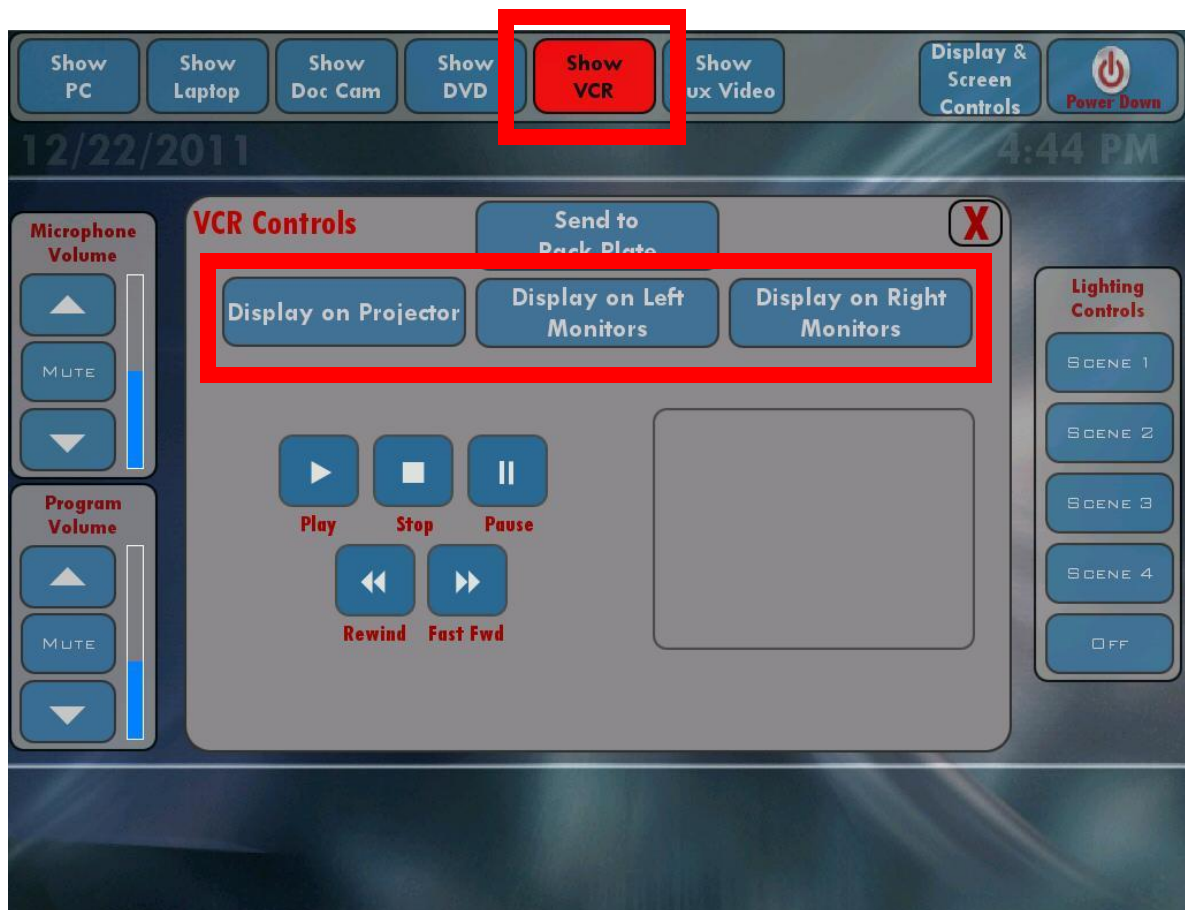 Show
PC
Show
Laptop
Show
Doc Cam
Show
DVD
Show
VCR
Show
ux Video
Display &
Screen
Controls
Power Down
12/22/2011
4:44 PM
Microphone
Volume
MUTE
Program
Volume
MUTE
VCR Controls
Send to
Plate
X
Display on Projector
Display on Left
Monitors
Display on Right
Monitors
Play
Stop
Pause
Rewind
Fast Fwd
Lighting
Controls
SCENE 1
SCENE 2
SCENE 3
SCENE 4
OFF